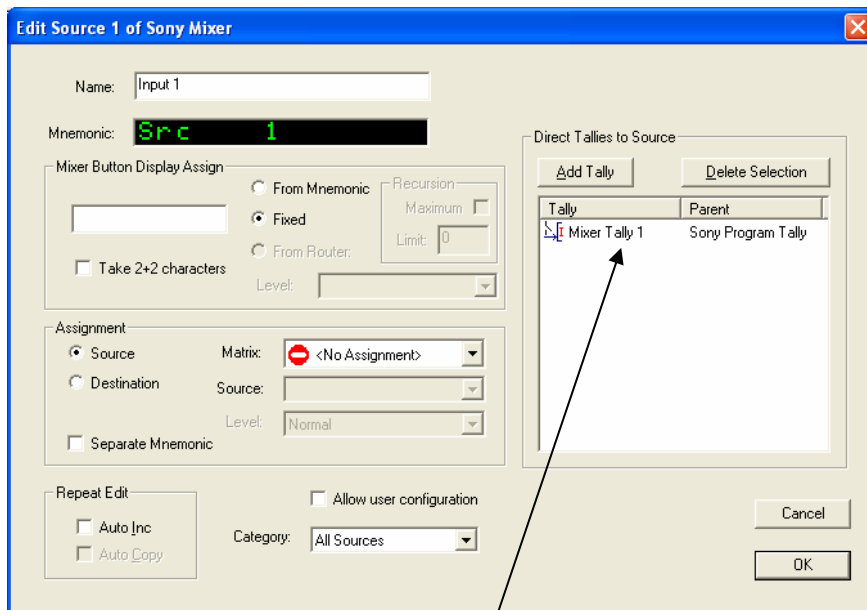 Edit Source 1 of Sony Mixer
Name: Input 1
Mnemonic: Src 1
Mixer Button Display Assign
From Mnemonic
Fixed
From Router:
Take 2+2 characters
Level:
Recursion
Maximum
Limit: 0
Assignment
Source
Destination
Separate Mnemonic
Matrix: <No Assignment>
Source:
Level: Normal
Repeat Edit
Auto Inc
Auto Copy
Allow user configuration
Category: All Sources
Direct Tallies to Source
Add Tally Delete Selection
Tally Parent
Mixer Tally 1 Sony Program Tally
Cancel
OK